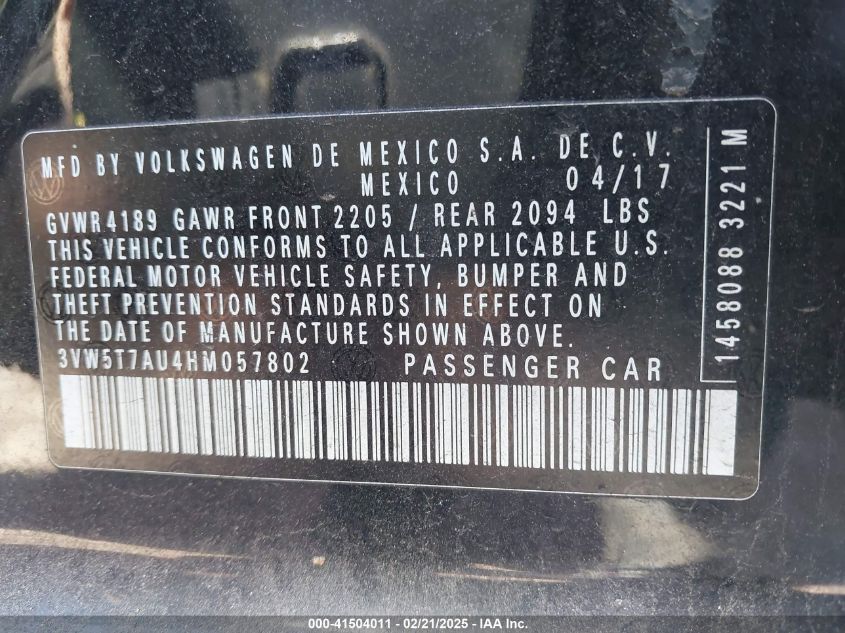 MFD BY VOLKSWAGEN DE MEXICO S.A. DE C.V.
MEXICO 04/17
GVWR 4189 GAWR FRONT 2205 / REAR 2094 LBS
THIS VEHICLE CONFORMS TO ALL APPLICABLE U.S.
FEDERAL MOTOR VEHICLE SAFETY, BUMPER AND
THEFT PREVENTION STANDARDS IN EFFECT ON
THE DATE OF MANUFACTURE SHOWN ABOVE.
3VW5T7AU4HM057802 PASSENGER CAR
1458088 3221 M
000-41504011 - 02/21/2025 - IAA Inc.